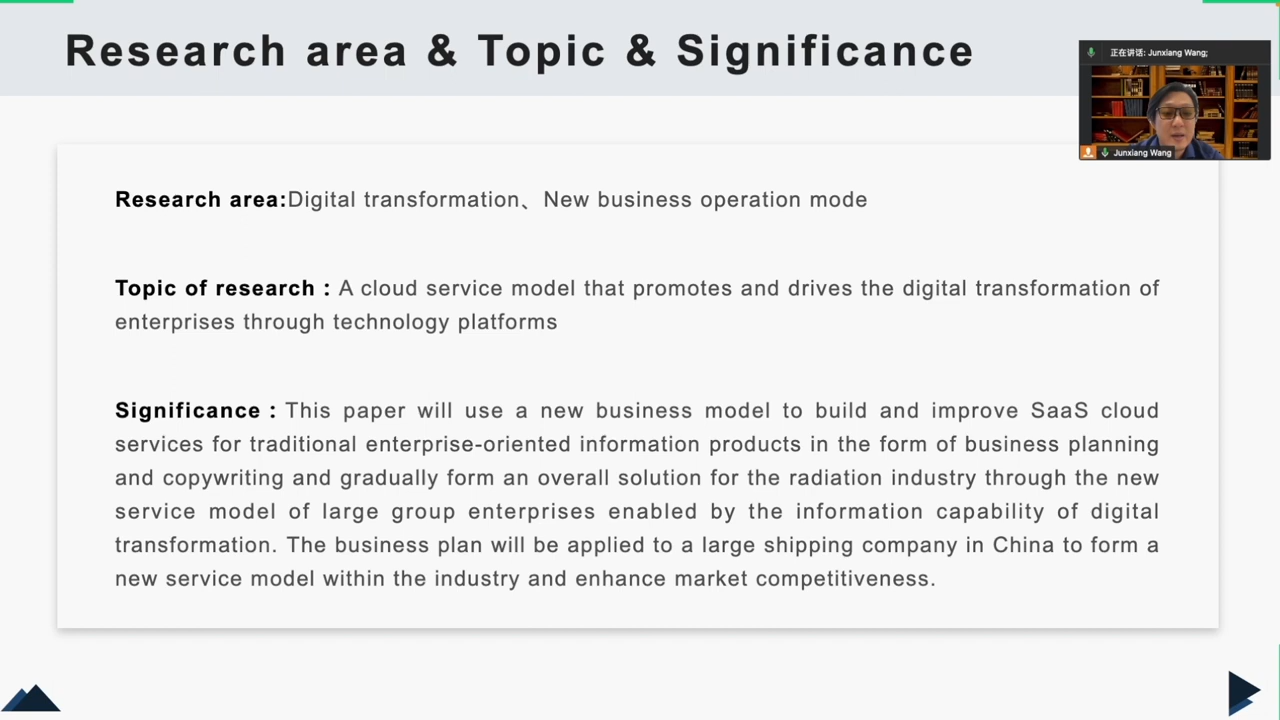 Research area & Topic & Significance
正在讲话: Junxiang Wang;
Junxiang Wang
Research area:Digital transformation、New business operation mode
Topic of research : A cloud service model that promotes and drives the digital transformation of
enterprises through technology platforms
Significance : This paper will use a new business model to build and improve SaaS cloud
services for traditional enterprise-oriented information products in the form of business planning
and copywriting and gradually form an overall solution for the radiation industry through the new
service model of large group enterprises enabled by the information capability of digital
transformation. The business plan will be applied to a large shipping company in China to form a
new service model within the industry and enhance market competitiveness.